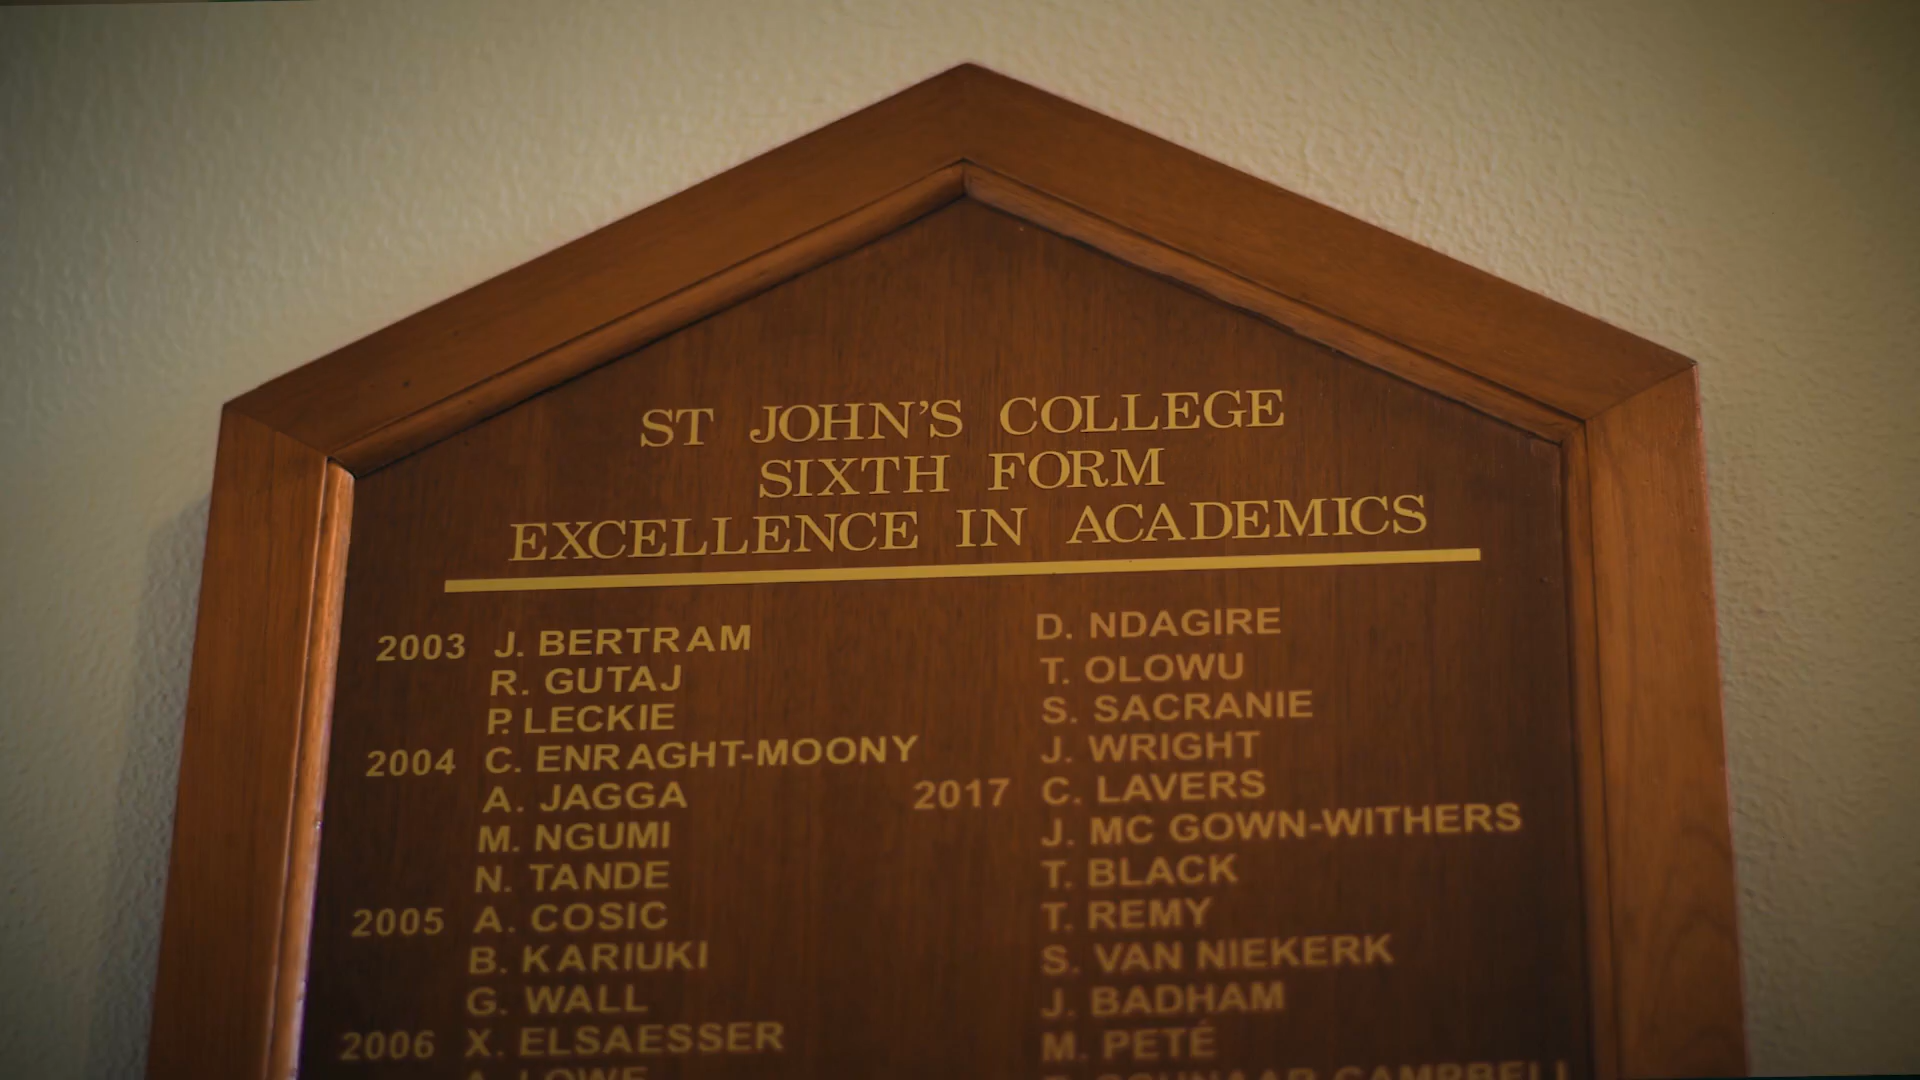 ST JOHN'S COLLEGE
SIXTH FORM
EXCELLENCE IN ACADEMICS
2003 J. BERTRAM
R. GUTAJ
P. LECKIE
2004 C. ENRAGHT-MOONY
A. JAGGA
M. NGUMI
N. TANDE
2005 A. COSIC
B. KARIUKI
G. WALL
2006 X. ELSAESSER
A. LOWE
D. NDAGIRE
T. OLOWU
S. SACRANIE
J. WRIGHT
2017 C. LAVERS
J. MC GOWN-WITHERS
T. BLACK
T. REMY
S. VAN NIEKERK
J. BADHAM
M. PETÉ
CAMPBELL